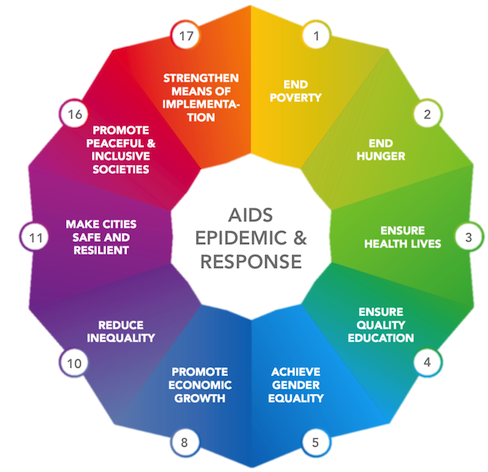 17
STRENGTHEN
MEANS OF
IMPLEMENTA-
TION
1
END
POVERTY
2
END
HUNGER
3
ENSURE
HEALTH LIVES
4
ENSURE
QUALITY
EDUCATION
5
ACHIEVE
GENDER
EQUALITY
8
PROMOTE
ECONOMIC
GROWTH
10
REDUCE
INEQUALITY
11
MAKE CITIES
SAFE AND
RESILIENT
16
PROMOTE
PEACEFUL &
INCLUSIVE
SOCIETIES
AIDS
EPIDEMIC &
RESPONSE